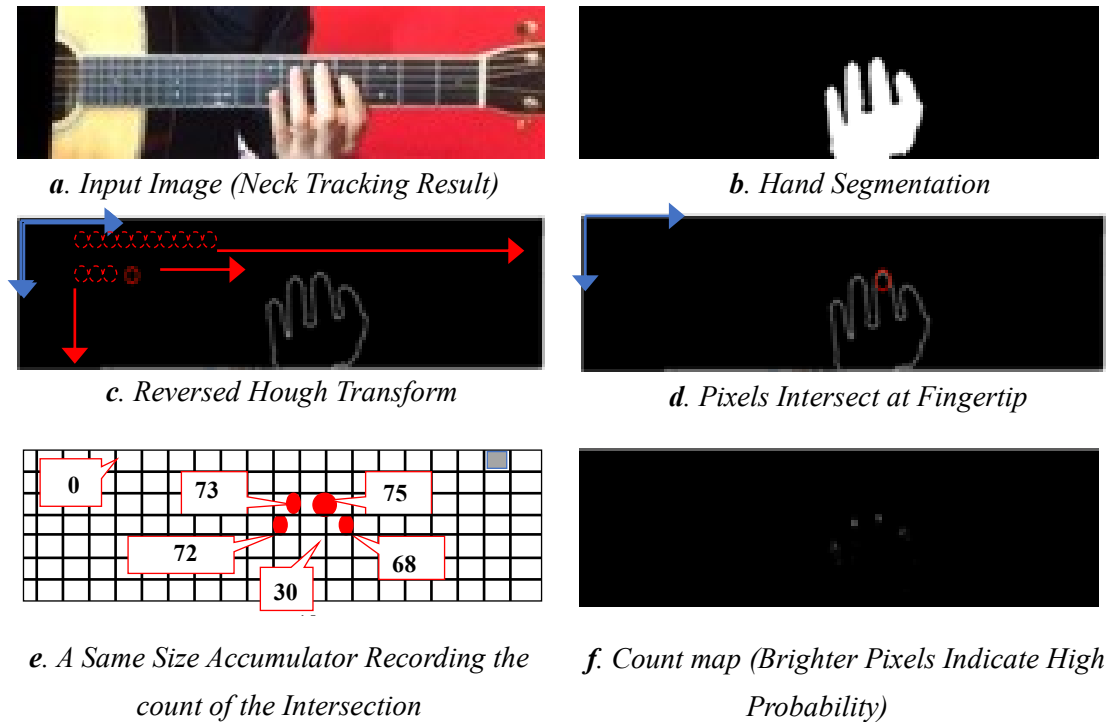 a. Input Image (Neck Tracking Result)
b. Hand Segmentation
c. Reversed Hough Transform
d. Pixels Intersect at Fingertip
0
73
75
72
68
30
e. A Same Size Accumulator Recording the
count of the Intersection
f. Count map (Brighter Pixels Indicate High
Probability)